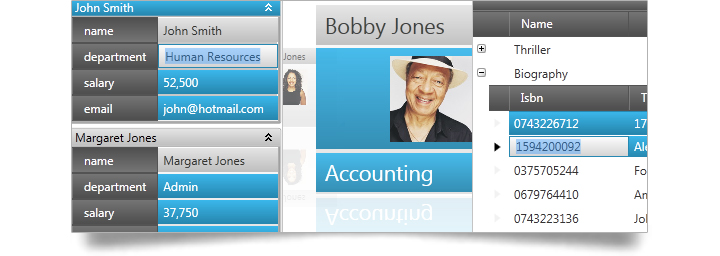 John Smith
name John Smith
department Human Resources
salary 52,500
email john@hotmail.com
Margaret Jones
name Margaret Jones
department Admin
salary 37,750
Jones
Bobby Jones
Accounting
Accounting
Name
Thriller
Biography
Isbn
0743226712 17
1594200092 Ale
0375705244 Fo
0679764410 An
0743223136 Jol